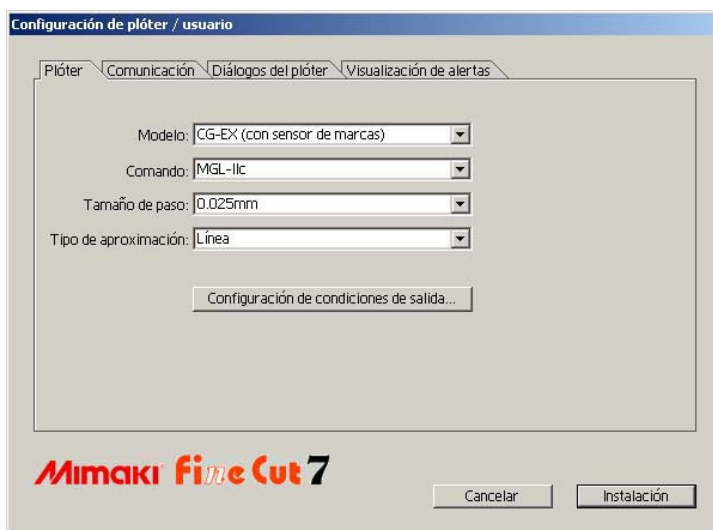 Configuración de plóter / usuario
Plóter Comunicación Diálogos del plóter Visualización de alertas
Modelo: CG-EX (con sensor de marcas)
Comando: MGL-IIc
Tamaño de paso: 0.025mm
Tipo de aproximación: Línea
Configuración de condiciones de salida...
Mimaki Fine Cut 7
Cancelar Instalación